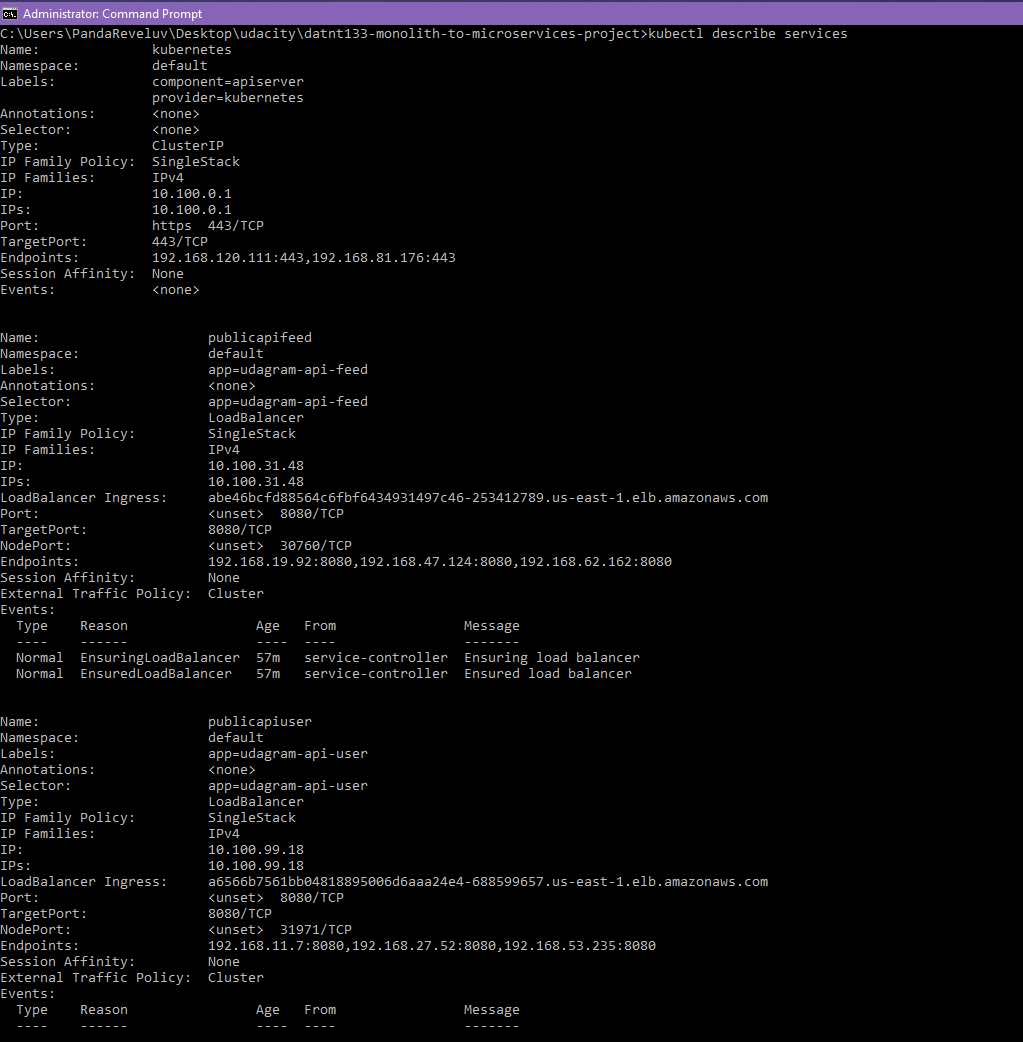 Administrator: Command Prompt
C:\Users\PandaReveluv\Desktop\udacity\datnt133-monolith-to-microservices-project>kubectl describe services
Name:              kubernetes
Namespace:         default
Labels:            component=apiserver
                   provider=kubernetes
Annotations:       <none>
Selector:          <none>
Type:              ClusterIP
IP Family Policy:  SingleStack
IP Families:       IPv4
IP:                10.100.0.1
IPs:               10.100.0.1
Port:              https  443/TCP
TargetPort:        443/TCP
Endpoints:         192.168.120.111:443,192.168.81.176:443
Session Affinity:  None
Events:            <none>
Name:                     publicapifeed
Namespace:                default
Labels:                   app=udagram-api-feed
Annotations:              <none>
Selector:                 app=udagram-api-feed
Type:                     LoadBalancer
IP Family Policy:         SingleStack
IP Families:              IPv4
IP:                       10.100.31.48
IPs:                      10.100.31.48
LoadBalancer Ingress:     abe46bcfd88564c6fbf6434931497c46-253412789.us-east-1.elb.amazonaws.com
Port:                     <unset>  8080/TCP
TargetPort:               8080/TCP
NodePort:                 <unset>  30760/TCP
Endpoints:                192.168.19.92:8080,192.168.47.124:8080,192.168.62.162:8080
Session Affinity:         None
External Traffic Policy:  Cluster
Events:
  Type    Reason                Age   From                Message
  ----    ------                ----  ----                -------
  Normal  EnsuringLoadBalancer  57m   service-controller  Ensuring load balancer
  Normal  EnsuredLoadBalancer   57m   service-controller  Ensured load balancer
Name:                     publicapiuser
Namespace:                default
Labels:                   app=udagram-api-user
Annotations:              <none>
Selector:                 app=udagram-api-user
Type:                     LoadBalancer
IP Family Policy:         SingleStack
IP Families:              IPv4
IP:                       10.100.99.18
IPs:                      10.100.99.18
LoadBalancer Ingress:     a6566b7561bb04818895006d6aaa24e4-688599657.us-east-1.elb.amazonaws.com
Port:                     <unset>  8080/TCP
TargetPort:               8080/TCP
NodePort:                 <unset>  31971/TCP
Endpoints:                192.168.11.7:8080,192.168.27.52:8080,192.168.53.235:8080
Session Affinity:         None
External Traffic Policy:  Cluster
Events:
  Type    Reason                Age   From                Message
  ----    ------                ----  ----                -------